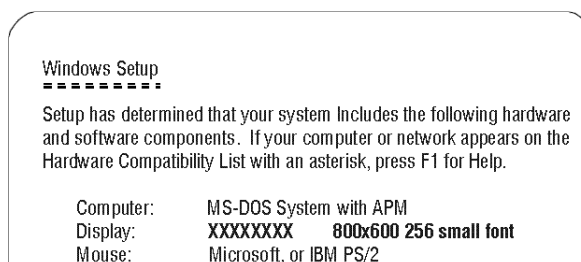 Windows Setup
Setup has determined that your system Includes the following hardware
and software components. If your computer or network appears on the
Hardware Compatibility List with an asterisk, press F1 for Help.
Computer: MS-DOS System with APM
Display: XXXXXXXX 800x600 256 small font
Mouse: Microsoft, or IBM PS/2